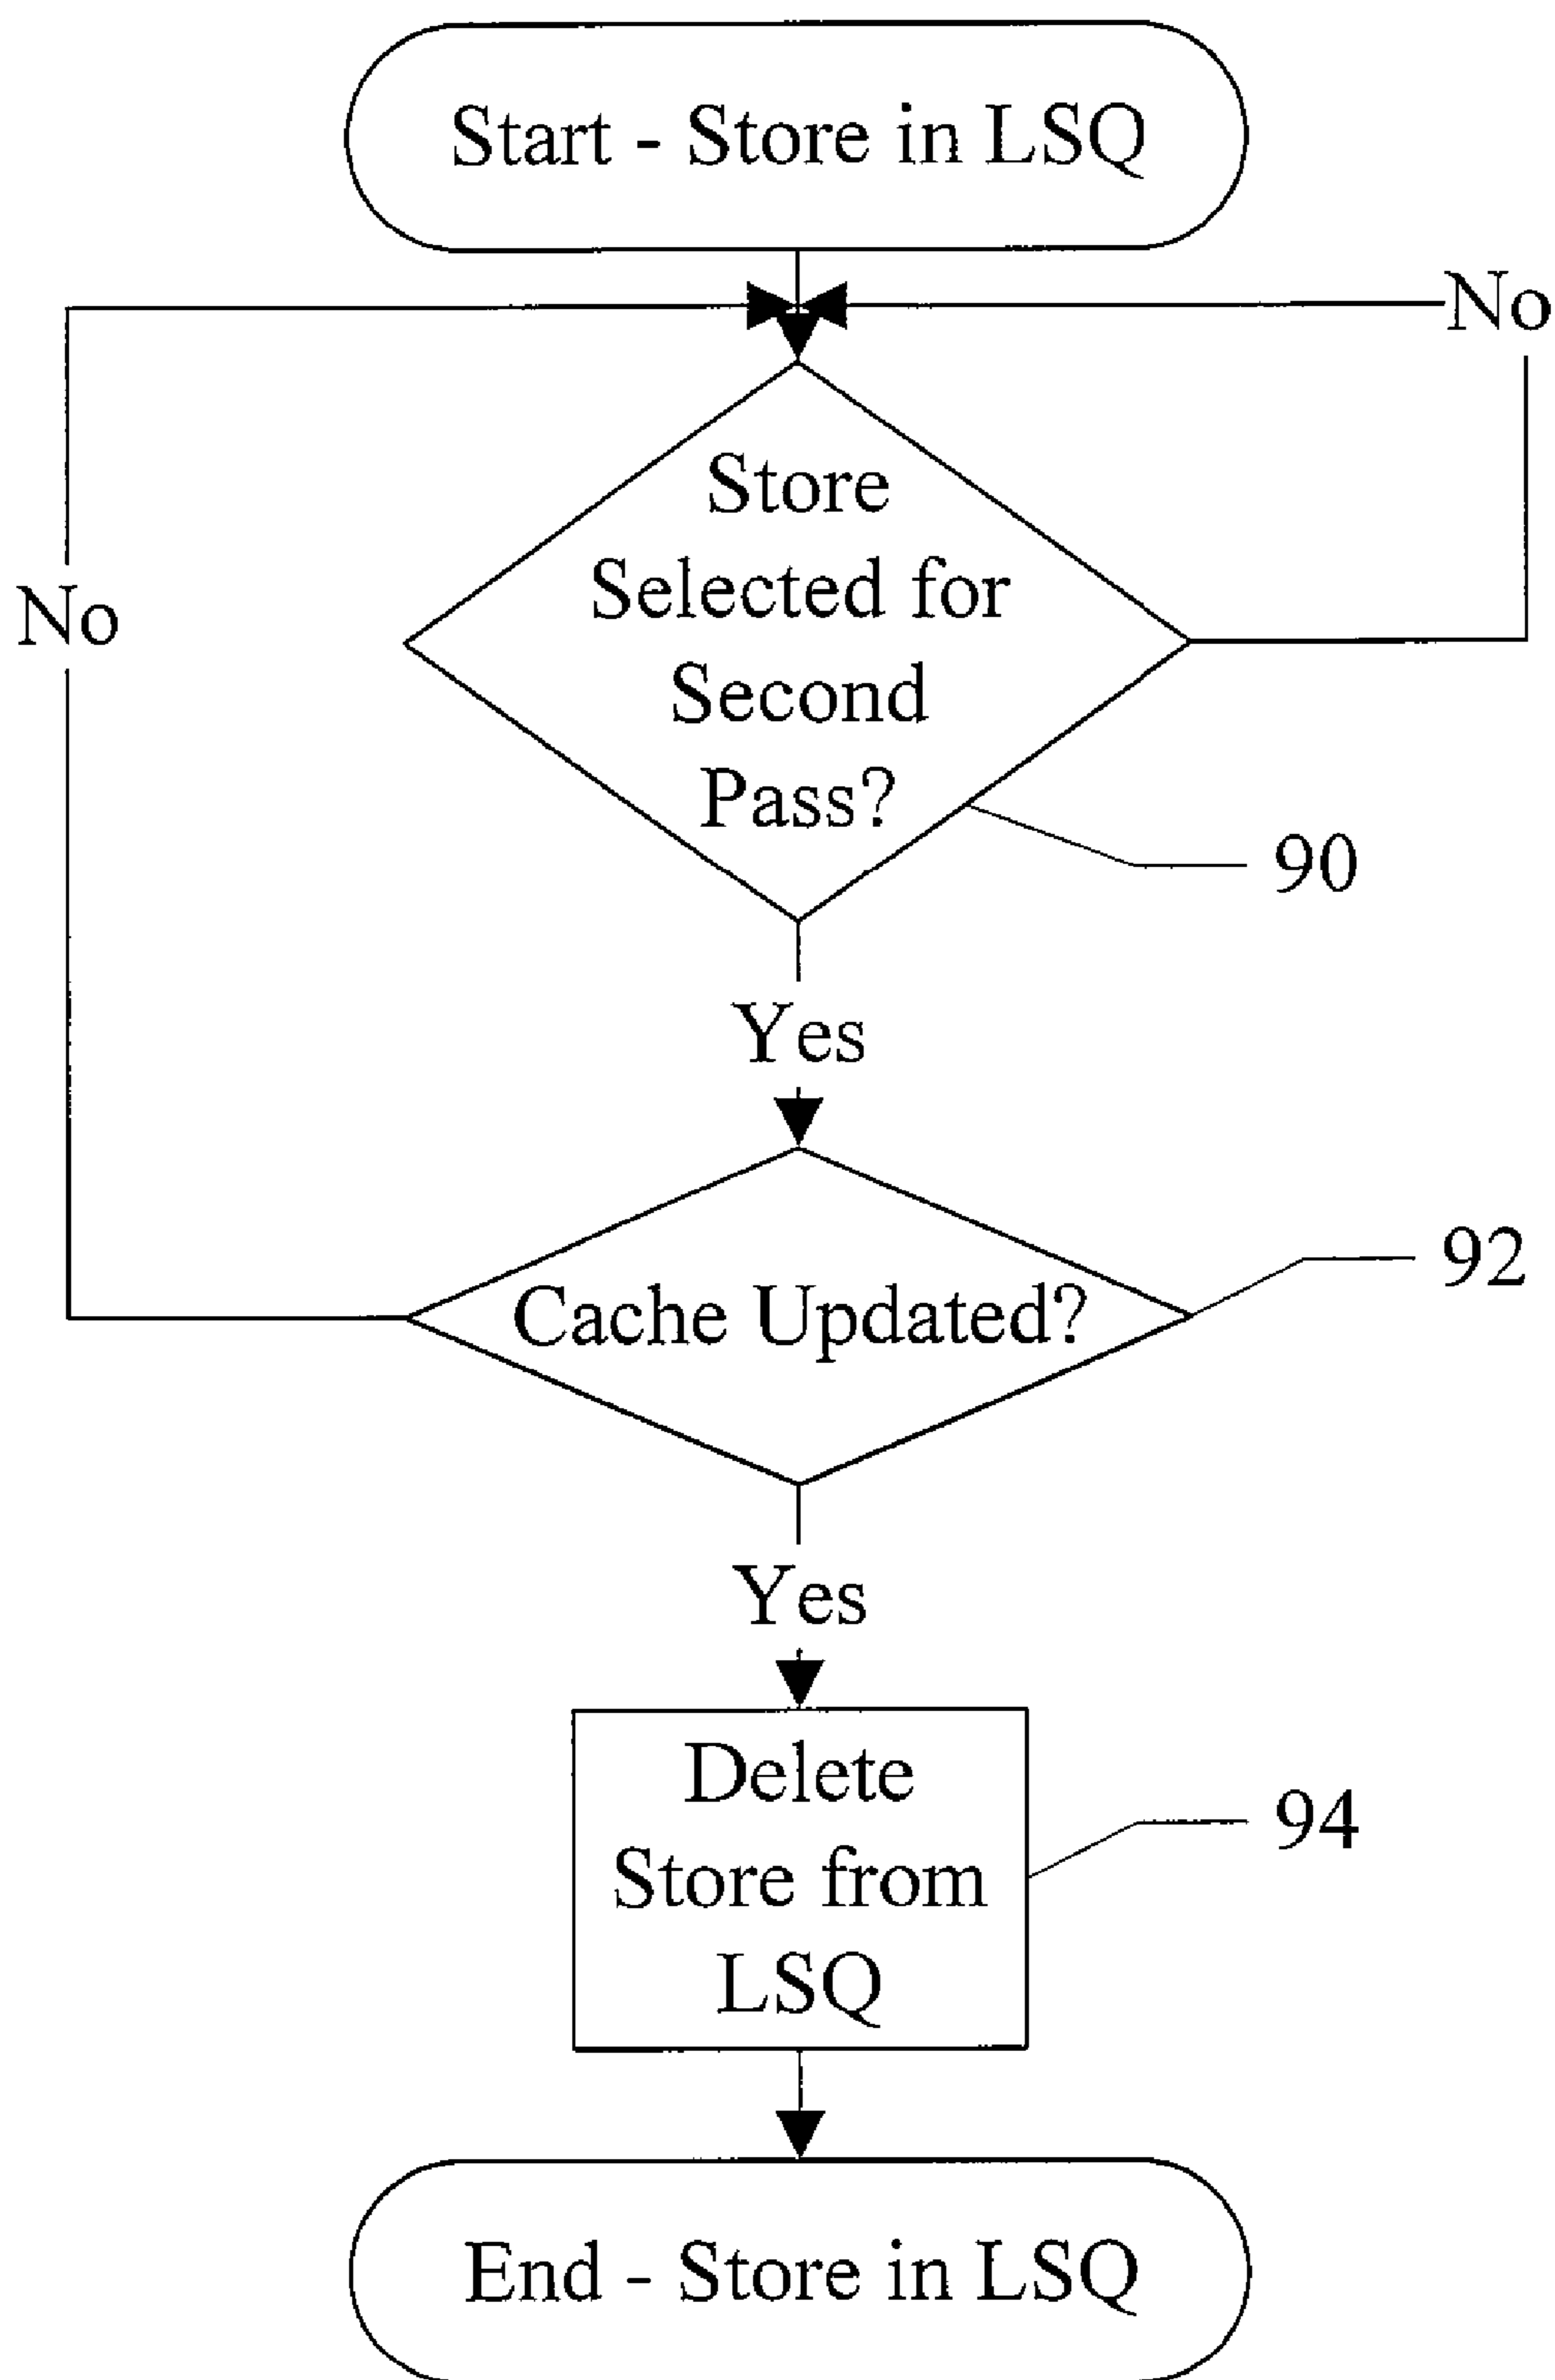 Start - Store in LSQ
No
Store
Selected for
Second
Pass?
No
90
Yes
92
Cache Updated?
Yes
Delete
Store from
LSQ
94
End - Store in LSQ